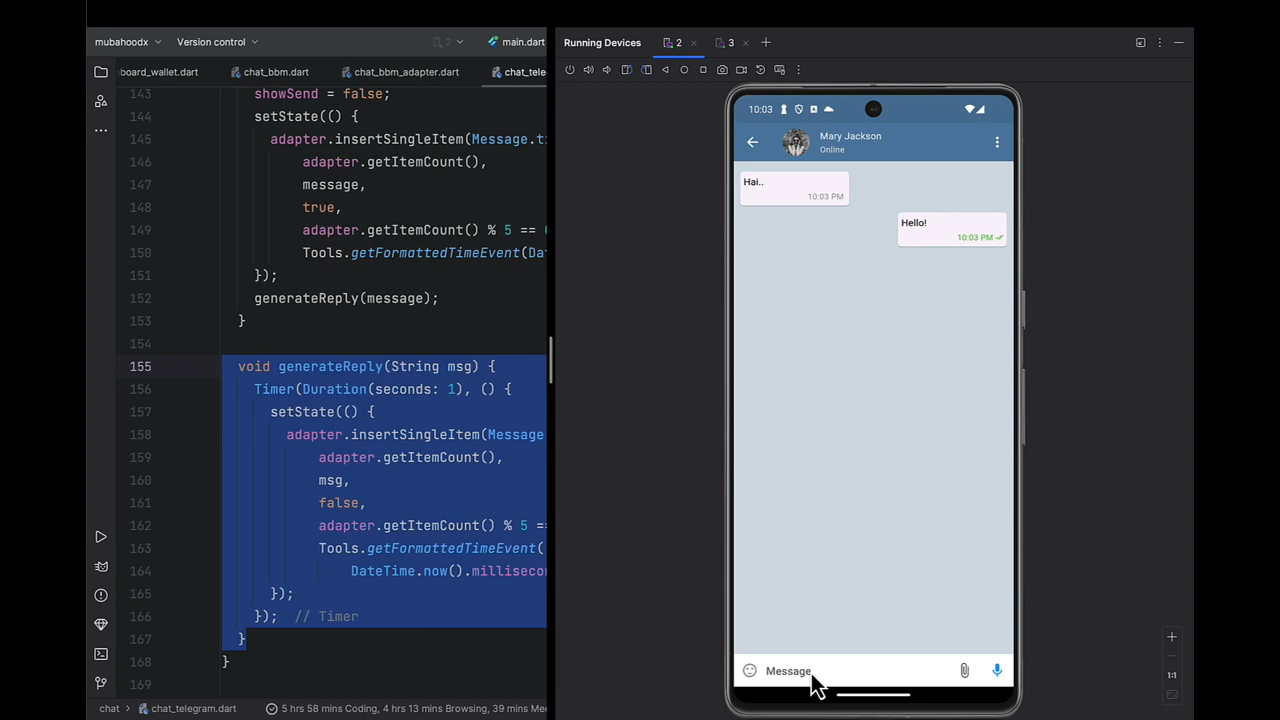 mubahoodx
Version control
2
main.dart
board_wallet.dart
chat_bbm.dart
chat_bbm_adapter.dart
chat_tele
143 showSend = false;
144 setState(() {
145 adapter.insertSingleItem(Message.ti
146 adapter.getItemCount(),
147 message,
148 true,
149 adapter.getItemCount() % 5 ==
150 Tools.getFormattedTimeEvent(Da
151 });
152 generateReply(message);
153 }
154
155 void generateReply(String msg) {
156 Timer(Duration(seconds: 1), () {
157 setState(() {
158 adapter.insertSingleItem(Message
159 adapter.getItemCount(),
160 msg,
161 false,
162 adapter.getItemCount() % 5 ==
163 Tools.getFormattedTimeEvent(
164 DateTime.now().millisecon
165 });
166 }); // Timer
167 }
168 }
169
chat
chat_telegram.dart
5 hrs 58 mins Coding, 4 hrs 13 mins Browsing, 39 mins Mee
Running Devices
2
3
10:03
Mary Jackson
Online
Hai..
10:03 PM
Hello!
10:03 PM
Message
1:1